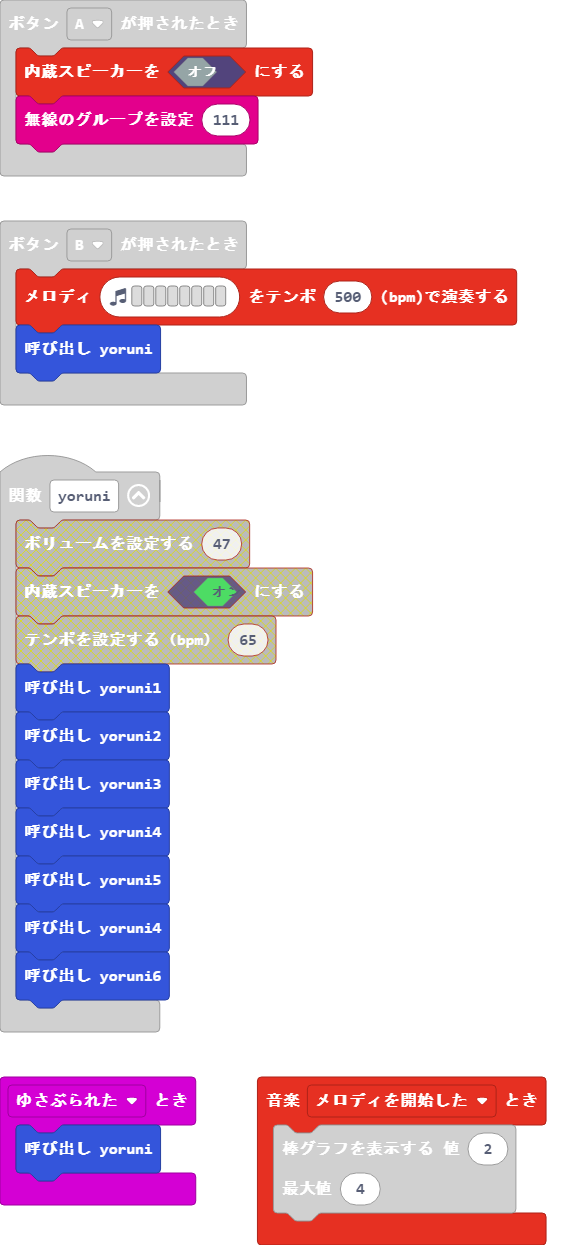 ボタン A が押されたとき
内蔵スピーカーを オフ にする
無線のグループを設定 111
ボタン B が押されたとき
メロディ をテンポ 500 (bpm)で演奏する
呼び出し yoruni
関数 yoruni
ボリュームを設定する 47
内蔵スピーカーを オン にする
テンポを設定する (bpm) 65
呼び出し yoruni1
呼び出し yoruni2
呼び出し yoruni3
呼び出し yoruni4
呼び出し yoruni5
呼び出し yoruni4
呼び出し yoruni6
ゆさぶられた とき
呼び出し yoruni
音楽 メロディを開始した とき
棒グラフを表示する 値 2
最大値 4